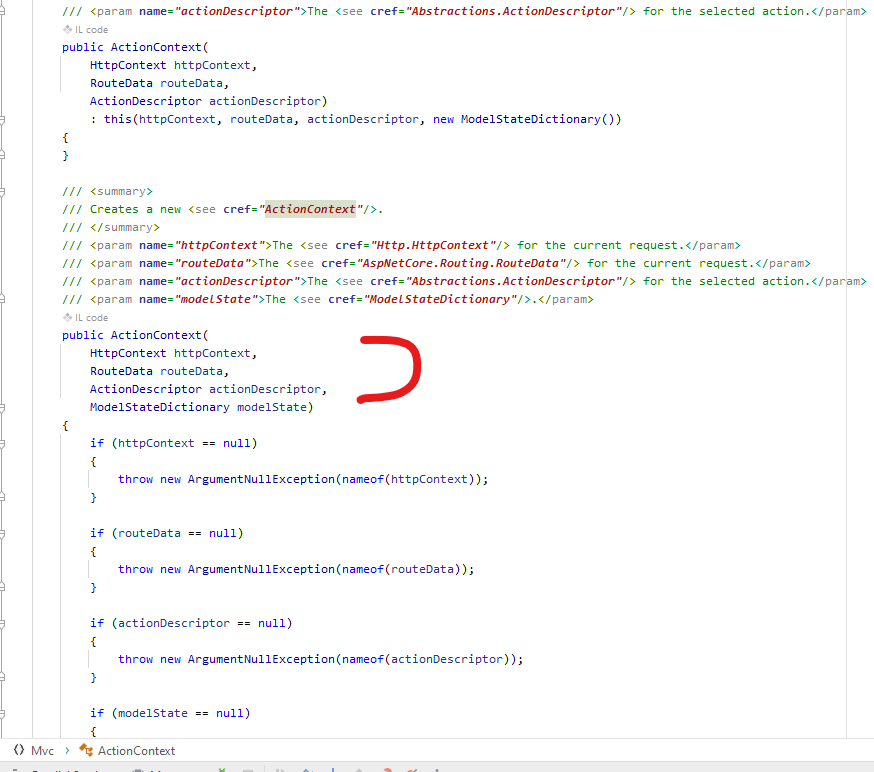 /// <param name="actionDescriptor">The <see cref="Abstractions.ActionDescriptor"/> for the selected action.</param>
IL code
public ActionContext(
HttpContext httpContext,
RouteData routeData,
ActionDescriptor actionDescriptor)
: this(httpContext, routeData, actionDescriptor, new ModelStateDictionary())
{
}
/// <summary>
/// Creates a new <see cref="ActionContext"/>.
/// </summary>
/// <param name="httpContext">The <see cref="Http.HttpContext"/> for the current request.</param>
/// <param name="routeData">The <see cref="AspNetCore.Routing.RouteData"/> for the current request.</param>
/// <param name="actionDescriptor">The <see cref="Abstractions.ActionDescriptor"/> for the selected action.</param>
/// <param name="modelState">The <see cref="ModelStateDictionary"/>.</param>
IL code
public ActionContext(
HttpContext httpContext,
RouteData routeData,
ActionDescriptor actionDescriptor,
ModelStateDictionary modelState)
{
if (httpContext == null)
{
throw new ArgumentNullException(nameof(httpContext));
}
if (routeData == null)
{
throw new ArgumentNullException(nameof(routeData));
}
if (actionDescriptor == null)
{
throw new ArgumentNullException(nameof(actionDescriptor));
}
if (modelState == null)
{
Mvc > ActionContext